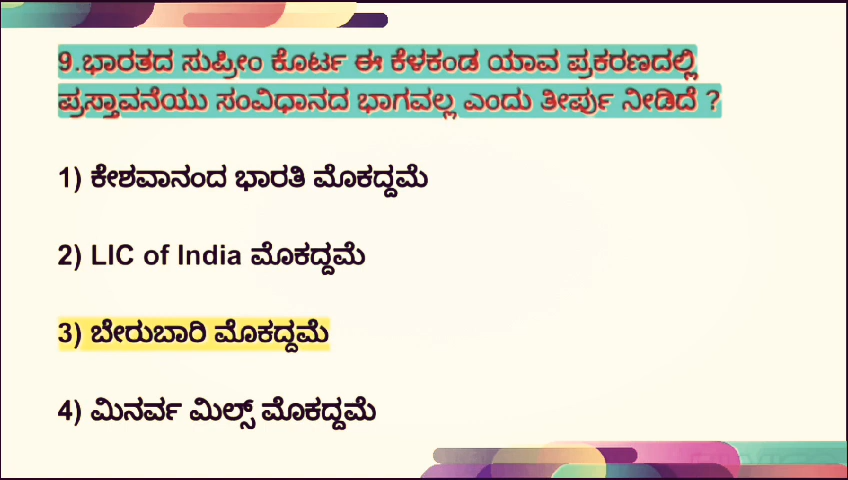 9.ಭಾರತದ ಸುಪ್ರೀಂ ಕೊರ್ಟ ಈ ಕೆಳಕಂಡ ಯಾವ ಪ್ರಕರಣದಲ್ಲಿ
ಪ್ರಸ್ತಾವನೆಯು ಸಂವಿಧಾನದ ಭಾಗವಲ್ಲ ಎಂದು ತೀರ್ಪು ನೀಡಿದೆ ?
1) ಕೇಶವಾನಂದ ಭಾರತಿ ಮೊಕದ್ದಮೆ
2) LIC of India ಮೊಕದ್ದಮೆ
3) ಬೇರುಬಾರಿ ಮೊಕದ್ದಮೆ
4) ಮಿನರ್ವ ಮಿಲ್ಸ್ ಮೊಕದ್ದಮೆ